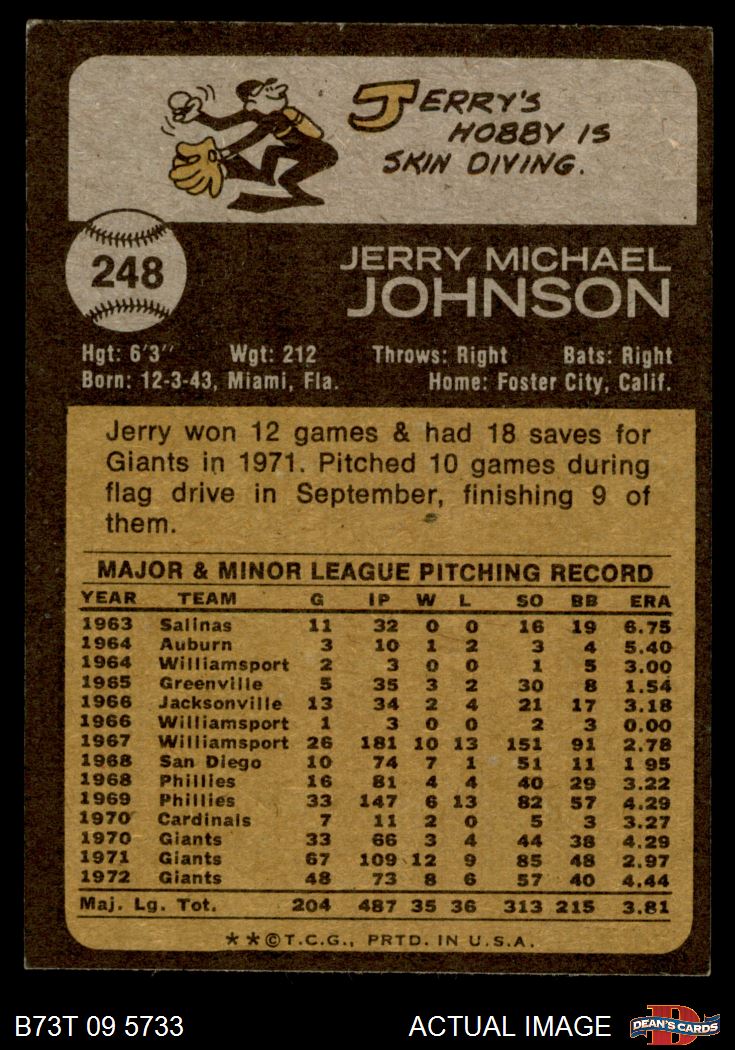 JERRY'S
HOBBY IS
SKIN DIVING.
248
JERRY MICHAEL
JOHNSON
Hgt: 6'3" Wgt: 212 Throws: Right Bats: Right
Born: 12-3-43, Miami, Fla. Home: Foster City, Calif.
Jerry won 12 games & had 18 saves for
Giants in 1971. Pitched 10 games during
flag drive in September, finishing 9 of
them.
MAJOR & MINOR LEAGUE PITCHING RECORD
YEAR TEAM G IP W L SO BB ERA
1963 Salinas 11 32 0 0 16 19 6.75
1964 Auburn 3 10 1 2 3 4 5.40
1964 Williamsport 2 3 0 0 1 5 3.00
1965 Greenville 5 35 3 2 30 8 1.54
1966 Jacksonville 13 34 2 4 21 17 3.18
1966 Williamsport 1 3 0 0 2 3 0.00
1967 Williamsport 26 181 10 13 151 91 2.78
1968 San Diego 10 74 7 1 51 11 1 95
1968 Phillies 16 81 4 4 40 29 3.22
1969 Phillies 33 147 6 13 82 57 4.29
1970 Cardinals 7 11 2 0 5 3 3.27
1970 Giants 33 66 3 4 44 38 4.29
1971 Giants 67 109 12 9 85 48 2.97
1972 Giants 48 73 8 6 57 40 4.44
Maj. Lg. Tot. 204 487 35 36 313 215 3.81
**©T.C.G., PRTD. IN U.S.A.
B73T 09 5733 ACTUAL IMAGE D DEAN'S CARDS